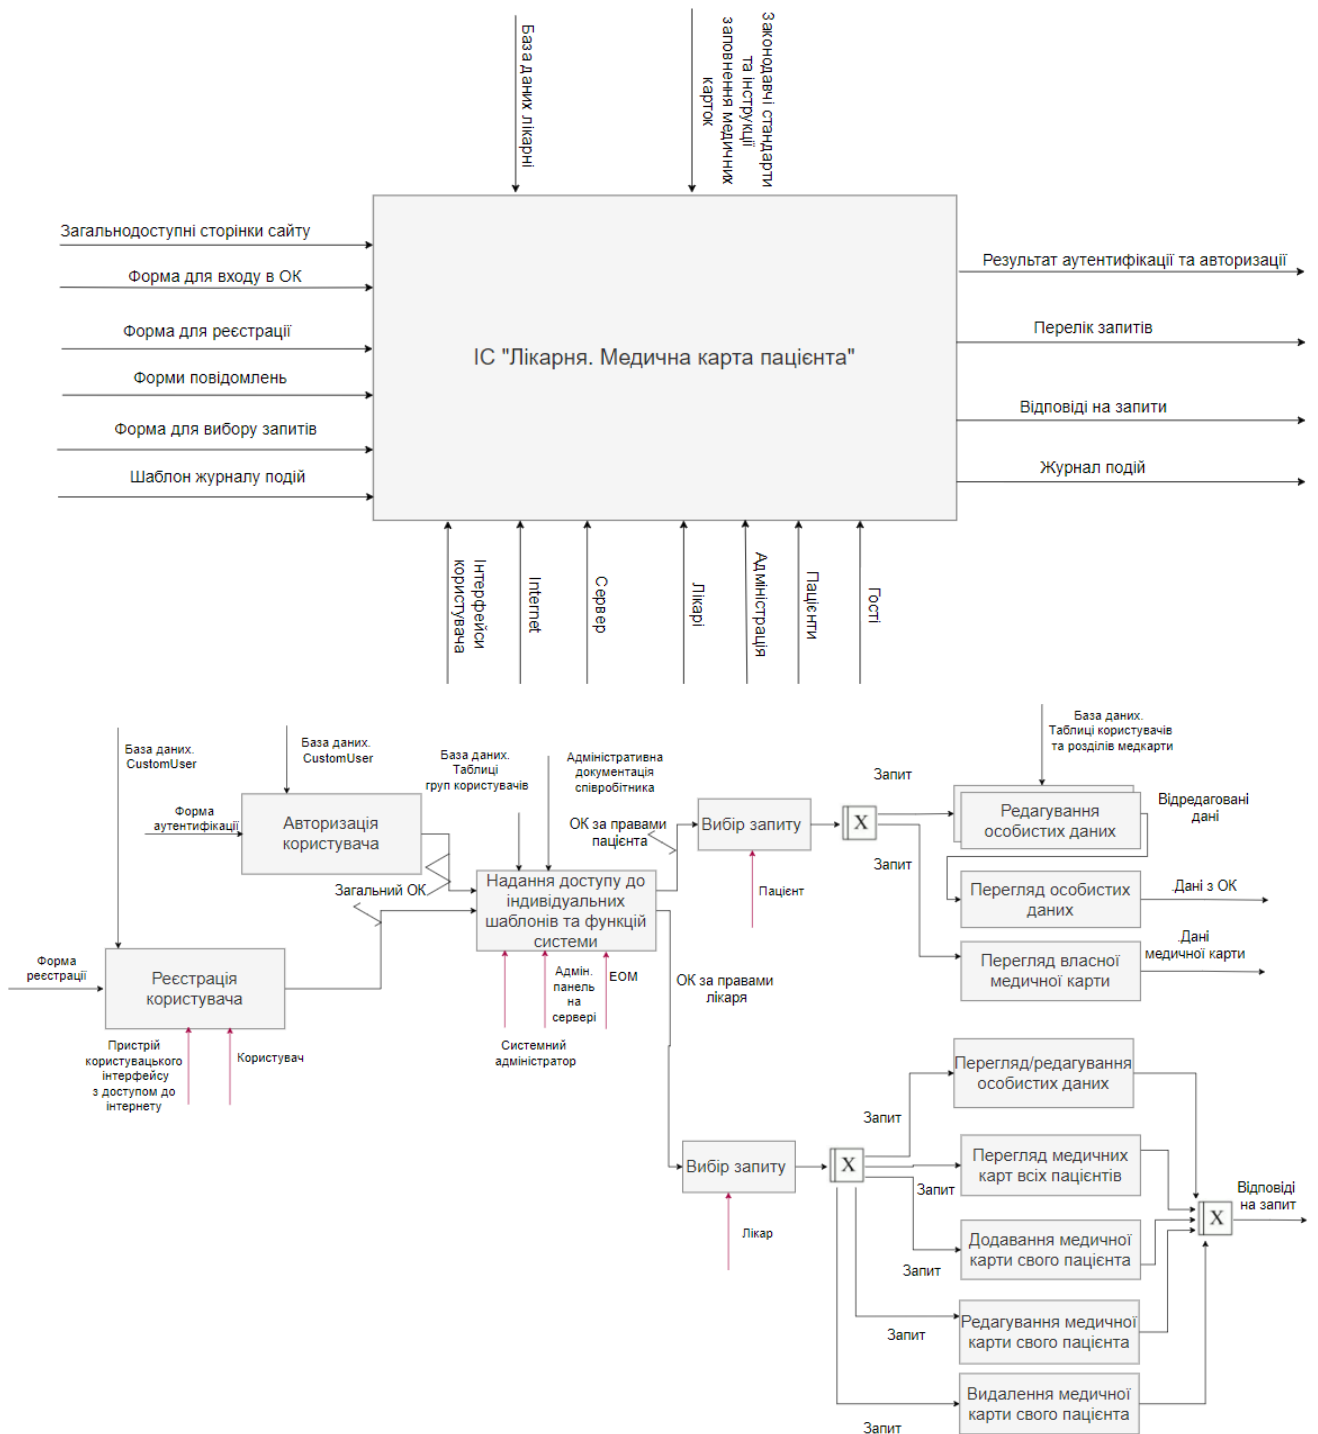 База даних лікарні
Законодавчі стандарти
та інструкції
заповнення медичних
карток
Загальнодоступні сторінки сайту
Форма для входу в ОК
Форма для реєстрації
Форми повідомлень
Форма для вибору запитів
Шаблон журналу подій
ІС "Лікарня. Медична карта пацієнта"
Результат аутентифікації та авторизації
Перелік запитів
Відповіді на запити
Журнал подій
Інтерфейси
користувача
Internet
Сервер
Лікарі
Адміністрація
Пацієнти
Гості
База даних.
CustomUser
База даних.
CustomUser
База даних.
Таблиці
груп користувачів
Адміністративна
документація
співробітника
База даних.
Таблиці користувачів
та розділів медкарти
Форма
аутентифікації
Авторизація
користувача
Загальний ОК
ОК за правами
пацієнта
Вибір запиту
X
Запит
Запит
Редагування
особистих даних
Відредаговані
дані
Надання доступу до
індивідуальних
шаблонів та функцій
системи
Пацієнт
Перегляд особистих
даних
.Дані з ОК
Перегляд власної
медичної карти
.Дані
медичної карти
Форма
реєстрації
Реєстрація
користувача
Пристрій
користувацького
інтерфейсу
з доступом до
інтернету
Користувач
Системний
адміністратор
Адмін.
панель
на
сервері
ЕОМ
ОК за правами
лікаря
Вибір запиту
Лікар
X
Запит
Запит
Запит
Запит
Запит
Перегляд/редагування
особистих даних
Перегляд медичних
карт всіх пацієнтів
Додавання медичної
карти свого пацієнта
Редагування медичної
карти свого пацієнта
Видалення медичної
карти свого пацієнта
X
Відповіді
на запит